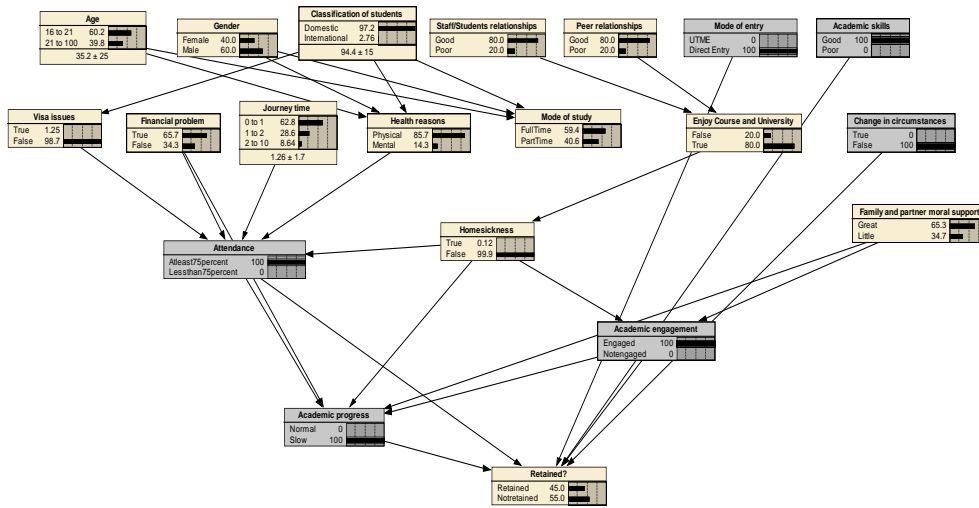 Age
16 to 21 60.2
21 to 100 39.8
35.2 ± 25
Gender
Female 40.0
Male 60.0
Classification of students
Domestic 97.2
International 2.76
94.4 ± 15
Staff/Students relationships
Good 80.0
Poor 20.0
Peer relationships
Good 80.0
Poor 20.0
Mode of entry
UTME 0
Direct Entry 100
Academic skills
Good 100
Poor 0
Visa issues
True 1.25
False 98.7
Financial problem
True 65.7
False 34.3
Journey time
0 to 1 62.8
1 to 2 28.6
2 to 10 8.64
1.26 ± 1.7
Health reasons
Physical 85.7
Mental 14.3
Mode of study
FullTime 59.4
PartTime 40.6
Enjoy Course and University
False 20.0
True 80.0
Change in circumstances
True 0
False 100
Family and partner moral support
Great 65.3
Little 34.7
Homesickness
True 0.12
False 99.9
Attendance
Atleast75percent 100
Lessthan75percent 0
Academic engagement
Engaged 100
Notengaged 0
Academic progress
Normal 0
Slow 100
Retained?
Retained 45.0
Notretained 55.0